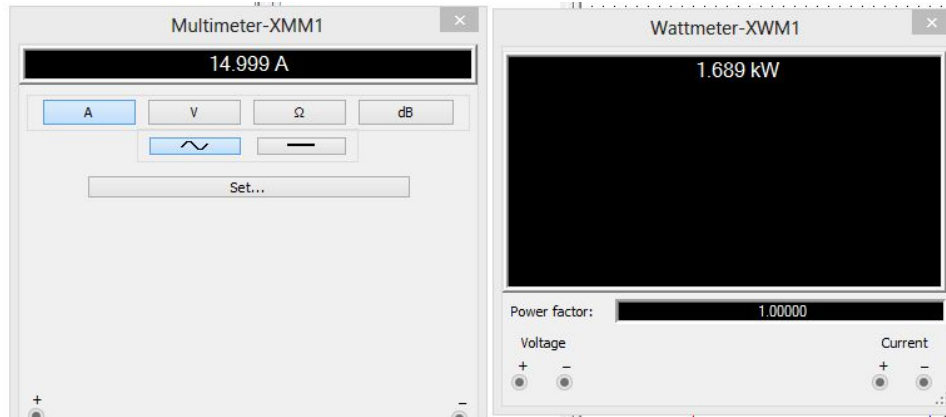 Multimeter-XMM1
×
14.999 A
A V Ω dB
Set...
+ −
Wattmeter-XWM1
×
1.689 kW
Power factor: 1.00000
Voltage Current
+ − + −